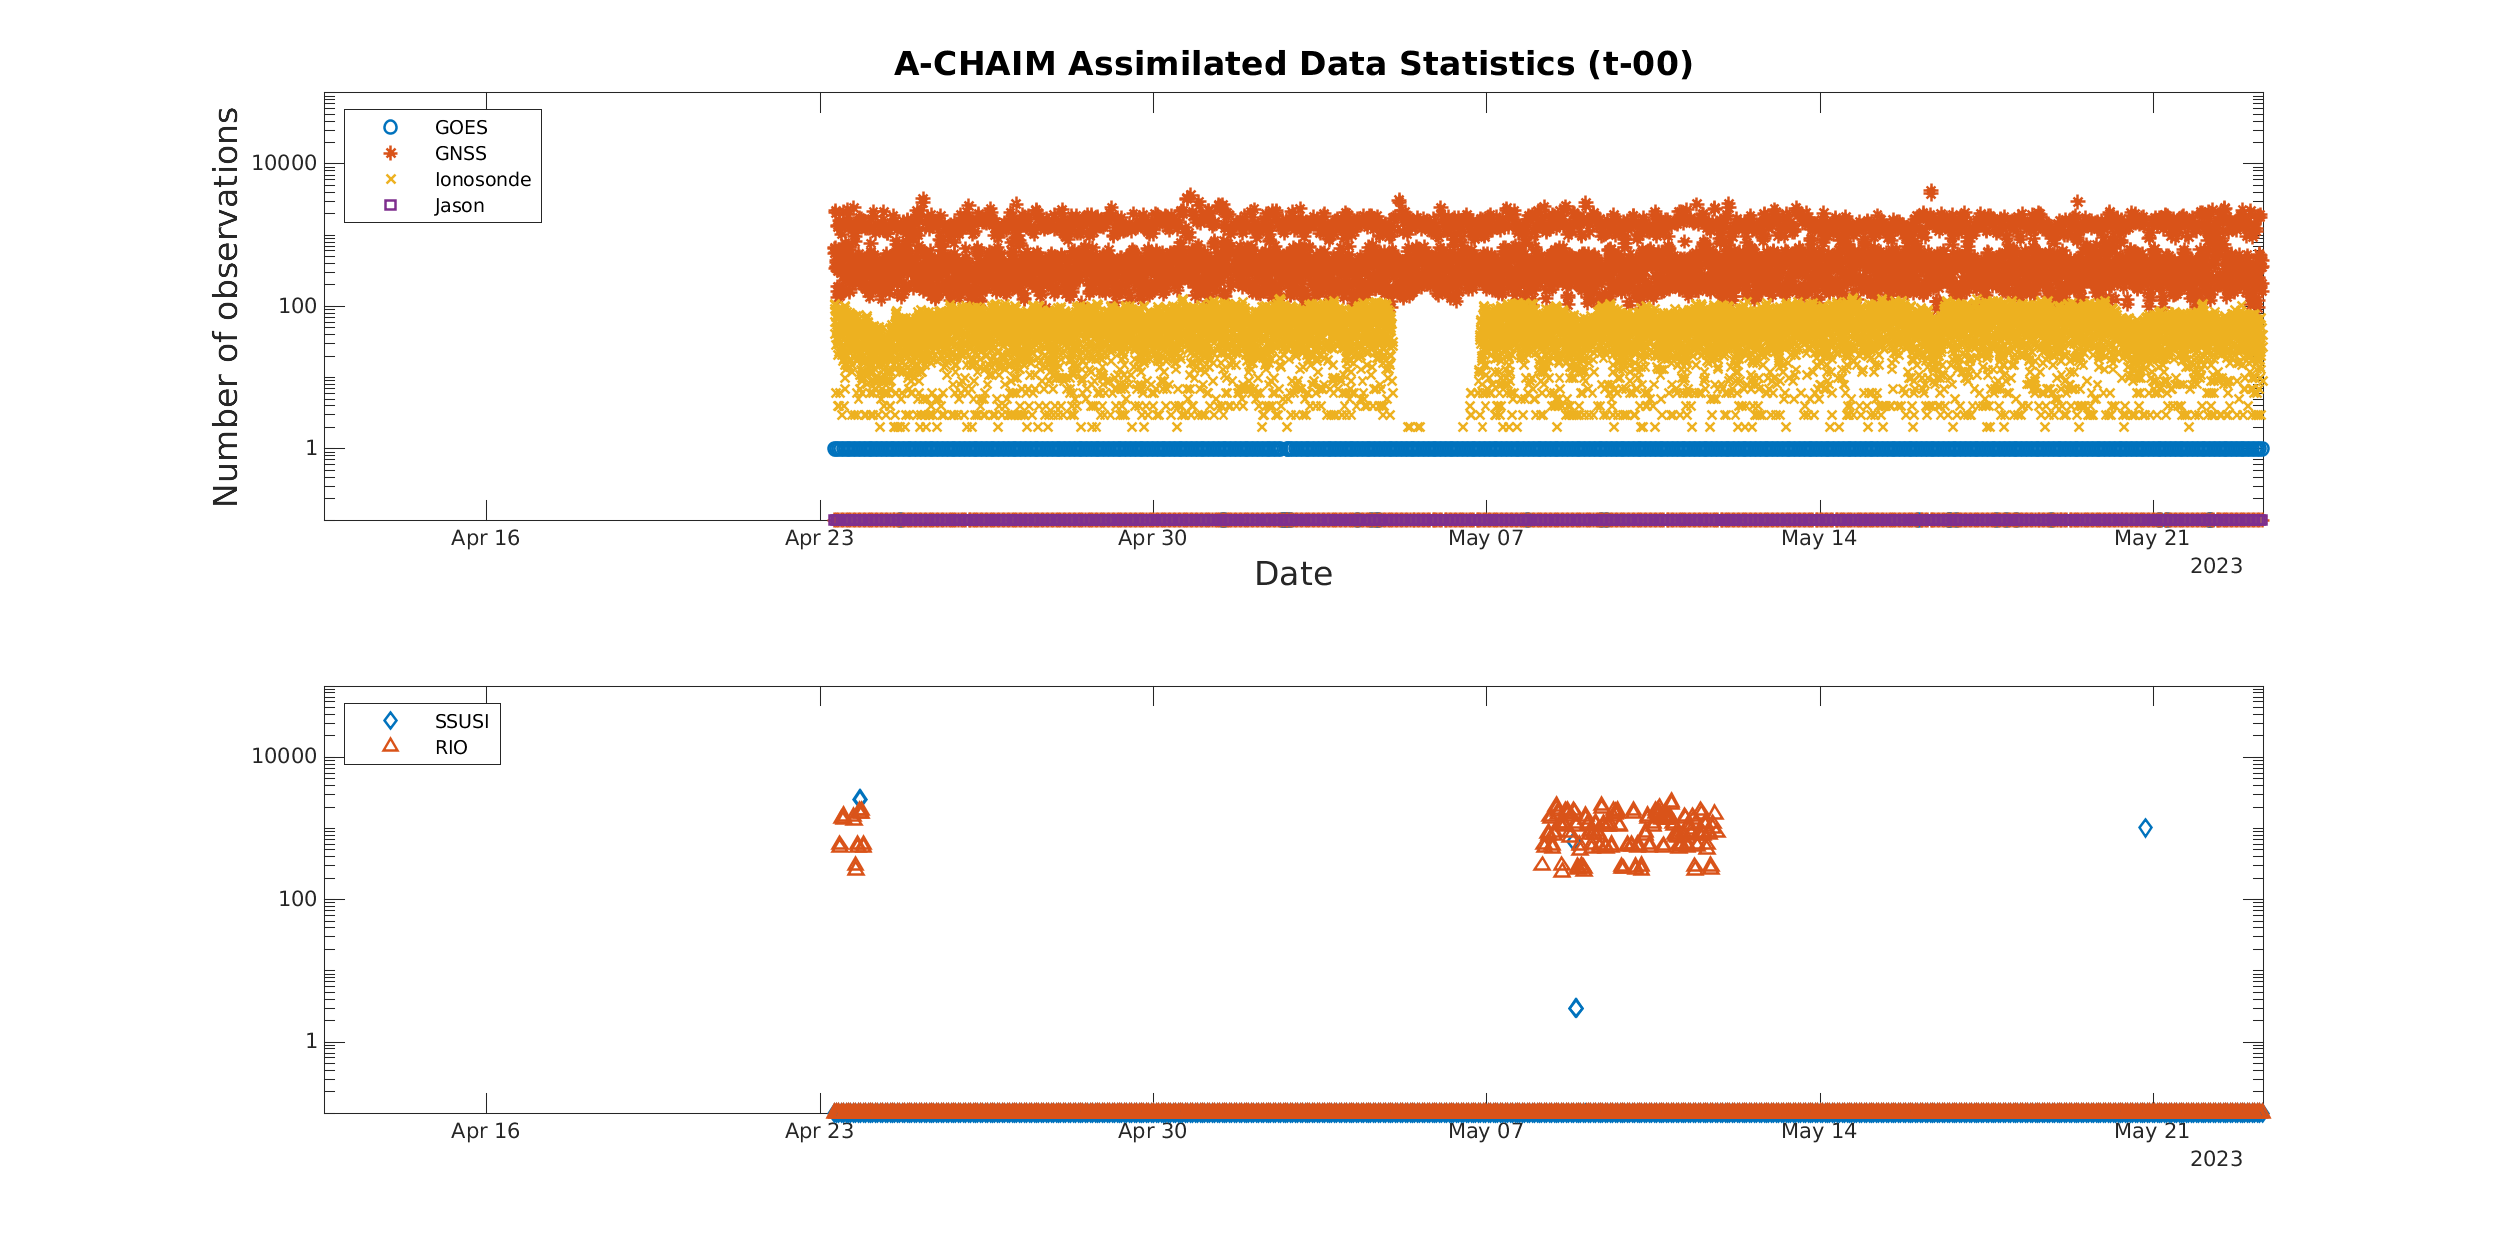 A-CHAIM Assimilated Data Statistics (t-00)
Number of observations
10000
100
1
GOES
GNSS
Ionosonde
Jason
Apr 16 Apr 23 Apr 30 May 07 May 14 May 21
2023
Date
10000
100
1
SSUSI
RIO
Apr 16 Apr 23 Apr 30 May 07 May 14 May 21
2023